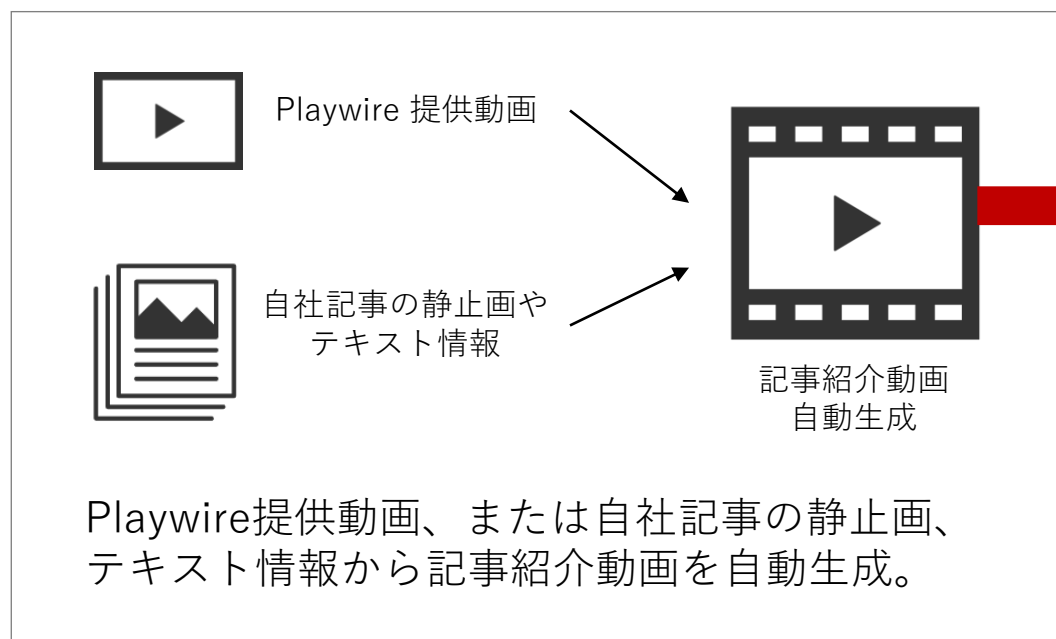 Playwire 提供動画
自社記事の静止画や
テキスト情報
記事紹介動画
自動生成
Playwire提供動画、または自社記事の静止画、
テキスト情報から記事紹介動画を自動生成。